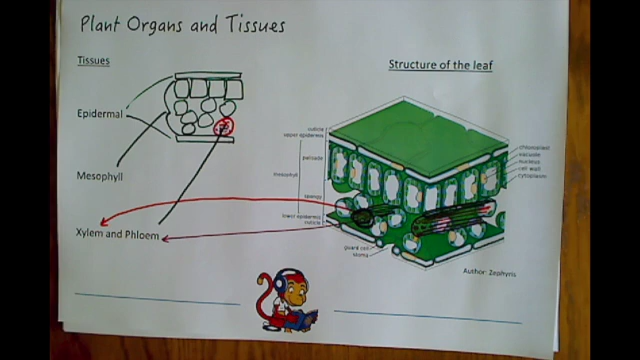 Plant Organs and Tissues
Tissues
Structure of the leaf
Epidermal
Mesophyll
Xylem and Phloem
cuticle
upper epidermis
palisade
mesophyll
spongy
lower epidermis
cuticle
guard cell
stoma
chloroplast
vacuole
nucleus
cell wall
cytoplasm
Author: Zephyris